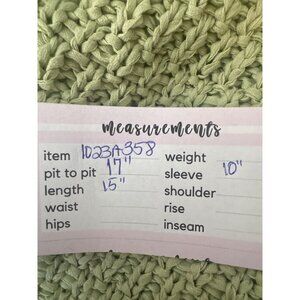 measurements
item 1023A358 weight
pit to pit 17" sleeve 10"
length 15" shoulder
waist rise
hips inseam